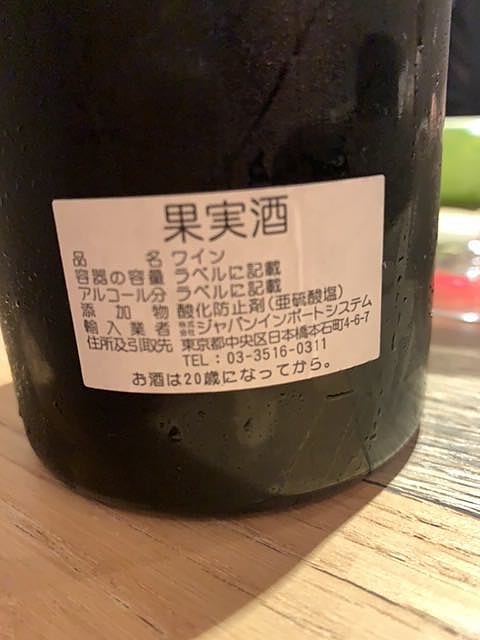 果実酒
品名 ワイン
容器の容量 ラベルに記載
アルコール分 ラベルに記載
添加物 酸化防止剤(亜硫酸塩)
輸入業者 株式会社ジャパンインポートシステム
住所及引取先 東京都中央区日本橋本石町4-6-7
TEL:03-3516-0311
お酒は20歳になってから。